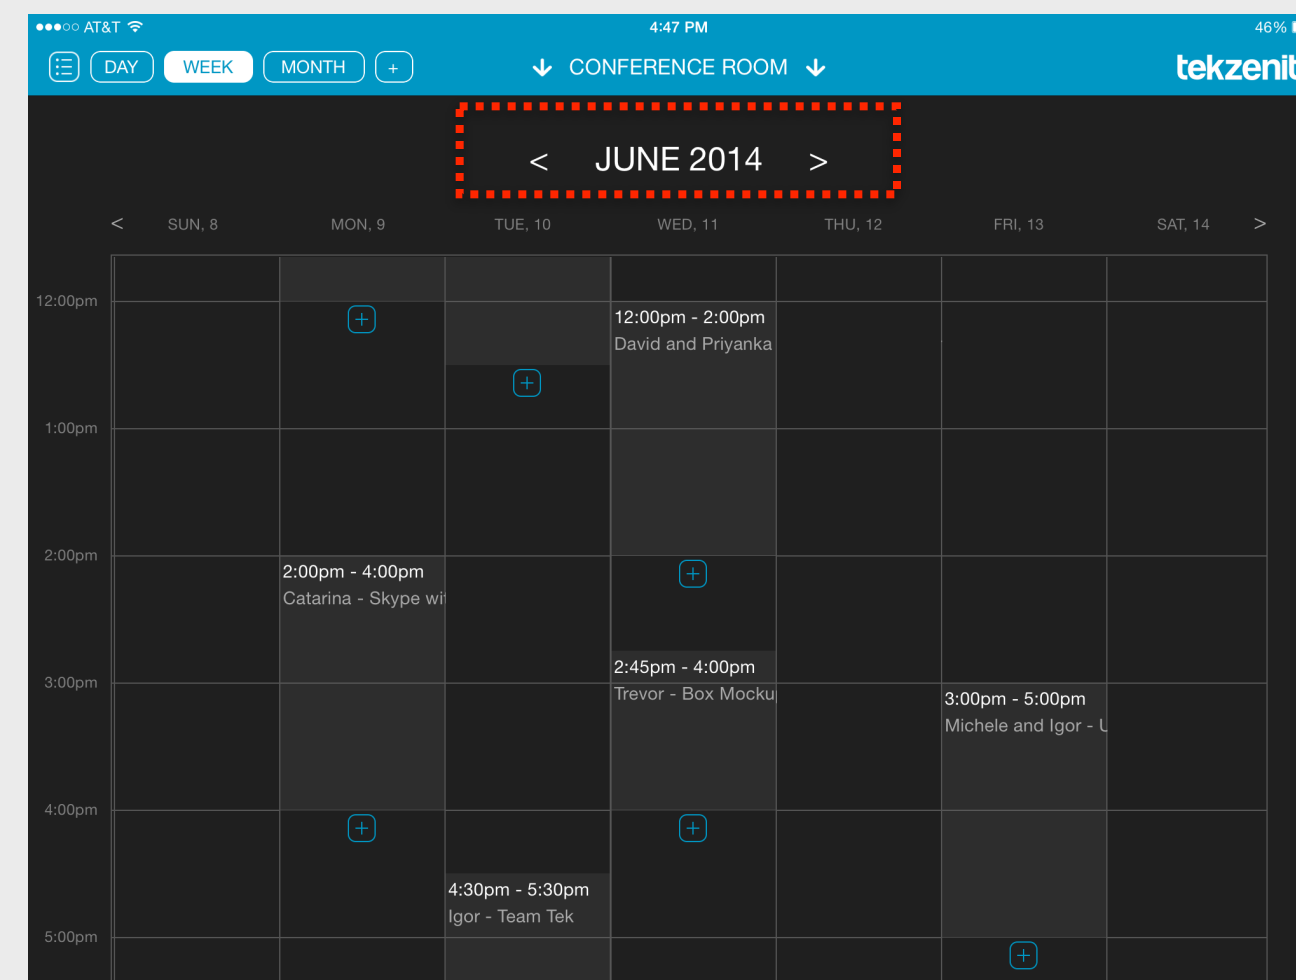 AT&T 4:47 PM 46%
DAY WEEK MONTH + CONFERENCE ROOM tekzenit
< JUNE 2014 >
< SUN, 8 MON, 9 TUE, 10 WED, 11 THU, 12 FRI, 13 SAT, 14 >
12:00pm
12:00pm - 2:00pm
David and Priyanka
1:00pm
2:00pm
2:00pm - 4:00pm
Catarina - Skype wit
2:45pm - 4:00pm
3:00pm
Trevor - Box Mockup
3:00pm - 5:00pm
Michele and Igor - U
4:00pm
4:30pm - 5:30pm
Igor - Team Tek
5:00pm